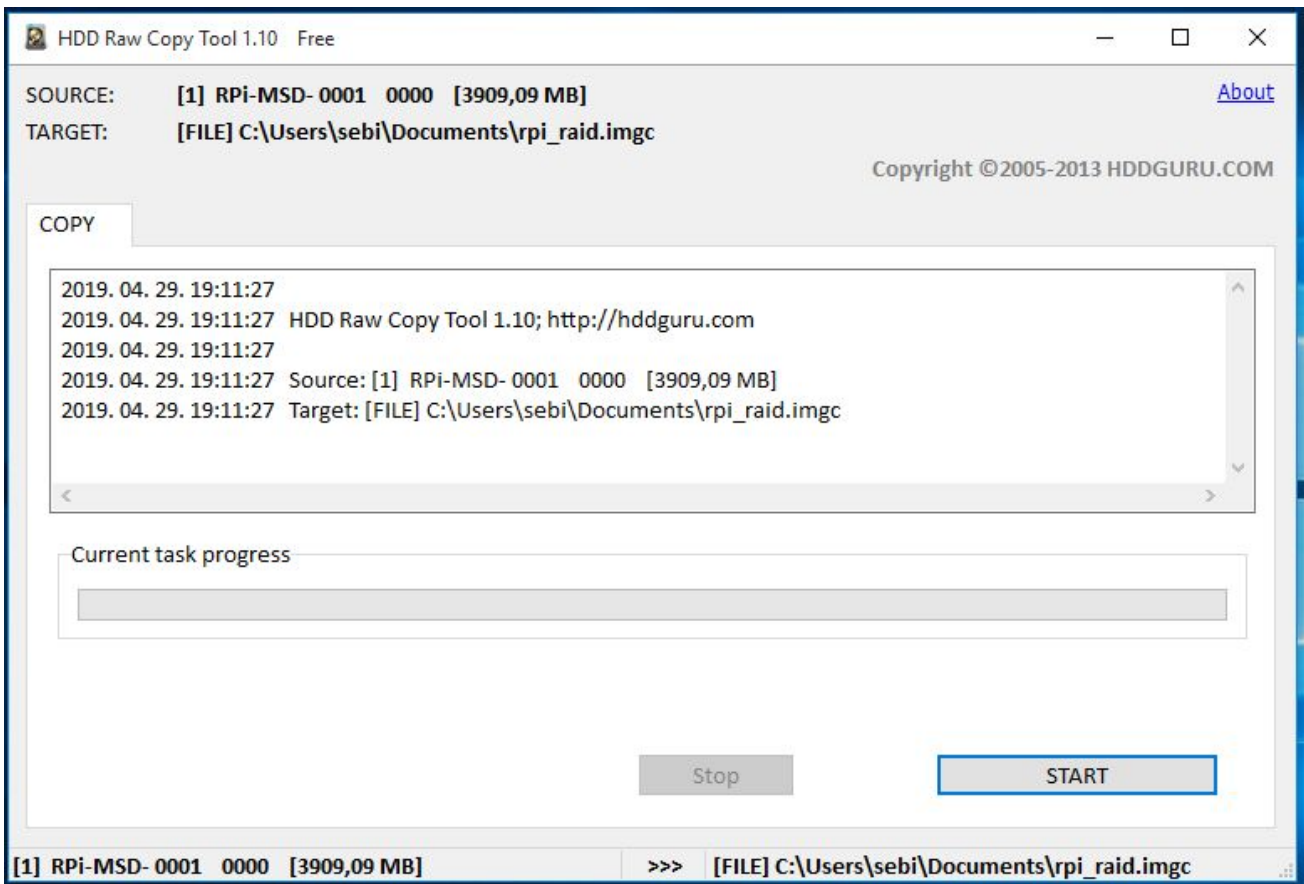 HDD Raw Copy Tool 1.10 Free
SOURCE: [1] RPi-MSD- 0001 0000 [3909,09 MB] About
TARGET: [FILE] C:\Users\sebi\Documents\rpi_raid.imgc
Copyright ©2005-2013 HDDGURU.COM
COPY
2019. 04. 29. 19:11:27
2019. 04. 29. 19:11:27 HDD Raw Copy Tool 1.10; http://hddguru.com
2019. 04. 29. 19:11:27
2019. 04. 29. 19:11:27 Source: [1] RPi-MSD- 0001 0000 [3909,09 MB]
2019. 04. 29. 19:11:27 Target: [FILE] C:\Users\sebi\Documents\rpi_raid.imgc
Current task progress
Stop START
[1] RPi-MSD- 0001 0000 [3909,09 MB] >>> [FILE] C:\Users\sebi\Documents\rpi_raid.imgc